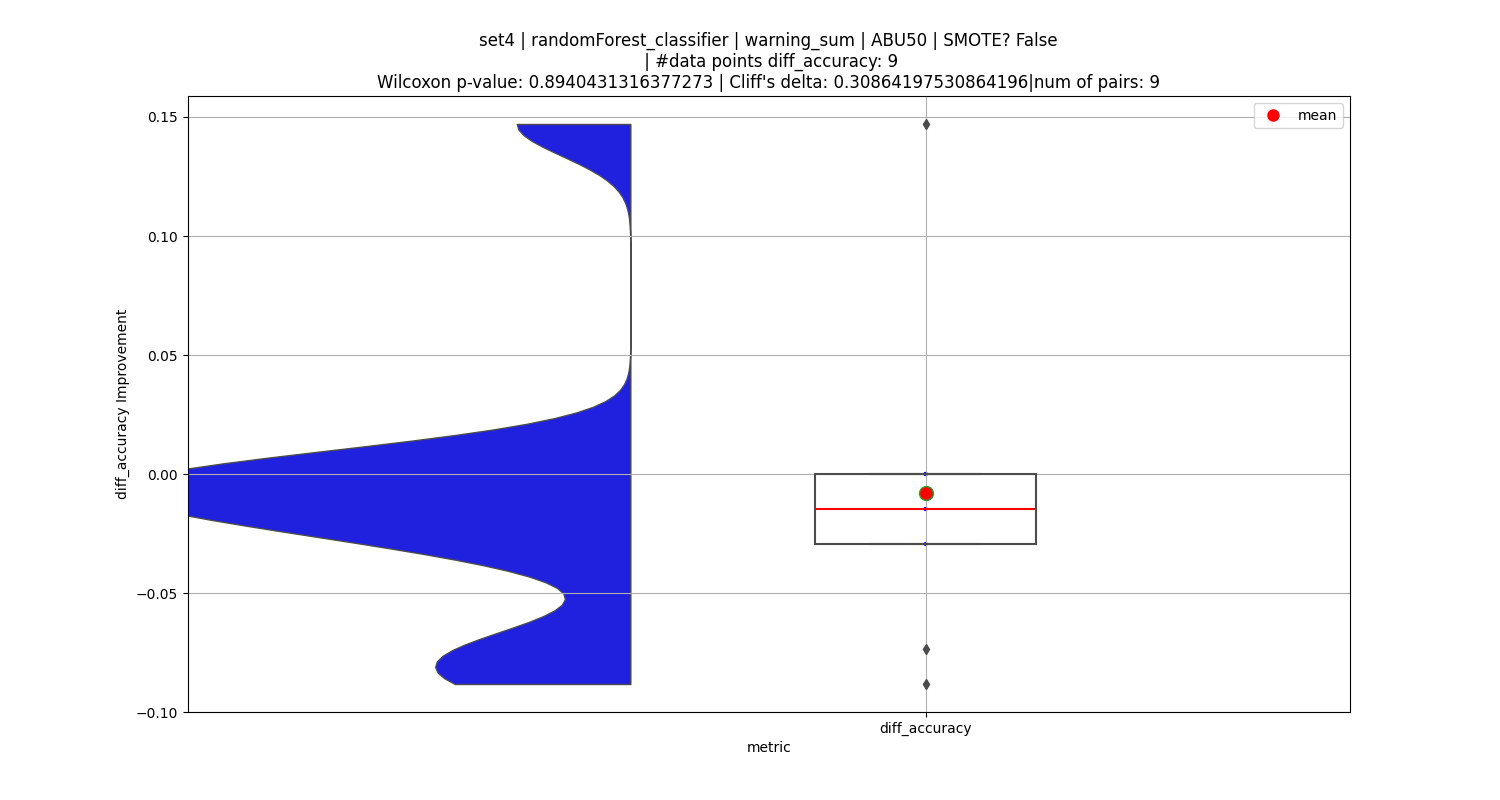 set4 | randomForest_classifier | warning_sum | ABU50 | SMOTE? False
| #data points diff_accuracy: 9
Wilcoxon p-value: 0.8940431316377273 | Cliff's delta: 0.30864197530864196|num of pairs: 9
mean
0.15
0.10
0.05
0.00
−0.05
−0.10
diff_accuracy Improvement
diff_accuracy
metric